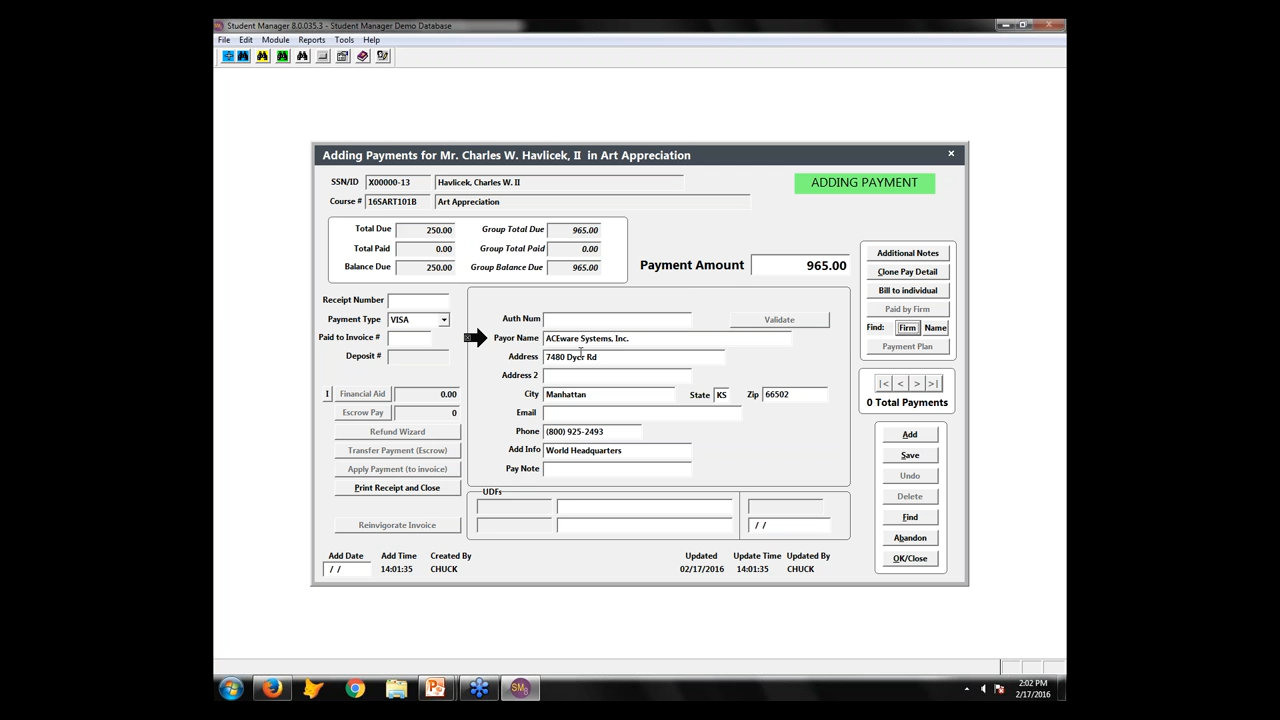 Student Manager 8.0.035.3 - Student Manager Demo Database
File Edit Module Reports Tools Help
Adding Payments for Mr. Charles W. Havlicek, II in Art Appreciation
SSN/ID X00000-13 Havlicek, Charles W. II
ADDING PAYMENT
Course # 16SART101B Art Appreciation
Total Due 250.00 Group Total Due 965.00
Total Paid 0.00 Group Total Paid 0.00
Balance Due 250.00 Group Balance Due 965.00
Payment Amount 965.00
Additional Notes
Clone Pay Detail
Bill to individual
Paid by Firm
Find: Firm Name
Payment Plan
Receipt Number
Payment Type VISA
Paid to Invoice #
Deposit #
Auth Num Validate
Payor Name ACEware Systems, Inc.
Address 7480 Dyer Rd
Address 2
City Manhattan State KS Zip 66502
Email
Phone (800) 925-2493
Add Info World Headquarters
Pay Note
|< < > >|
0 Total Payments
1 Financial Aid 0.00
Escrow Pay 0
Refund Wizard
Transfer Payment (Escrow)
Apply Payment (to invoice)
Print Receipt and Close
Reinvigorate Invoice
UDFs
/ /
Add
Save
Undo
Delete
Find
Abandon
OK/Close
Add Date Add Time Created By Updated Update Time Updated By
/ / 14:01:35 CHUCK 02/17/2016 14:01:35 CHUCK
SM8
2:02 PM
2/17/2016